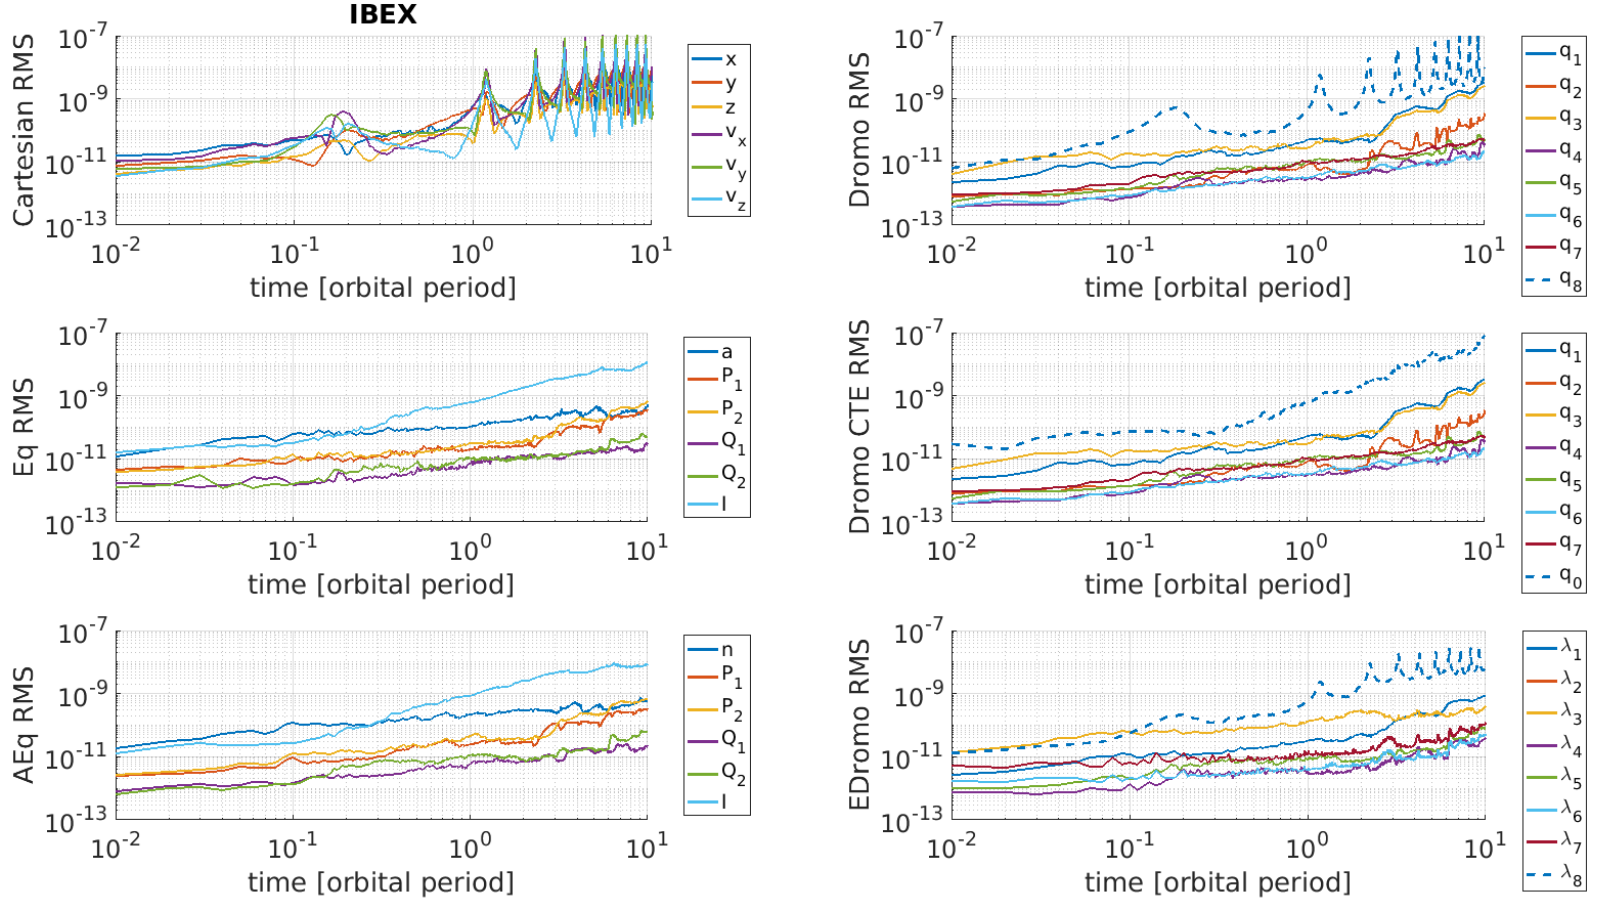 IBEX
Cartesian RMS
10^-7
10^-9
10^-11
10^-13
10^-2
10^-1
10^0
10^1
time [orbital period]
x
y
z
v_x
v_y
v_z
Dromo RMS
10^-7
10^-9
10^-11
10^-13
10^-2
10^-1
10^0
10^1
time [orbital period]
q_1
q_2
q_3
q_4
q_5
q_6
q_7
q_8
Eq RMS
10^-7
10^-9
10^-11
10^-13
10^-2
10^-1
10^0
10^1
time [orbital period]
a
P_1
P_2
Q_1
Q_2
l
Dromo CTE RMS
10^-7
10^-9
10^-11
10^-13
10^-2
10^-1
10^0
10^1
time [orbital period]
q_1
q_2
q_3
q_4
q_5
q_6
q_7
q_0
AEq RMS
10^-7
10^-9
10^-11
10^-13
10^-2
10^-1
10^0
10^1
time [orbital period]
n
P_1
P_2
Q_1
Q_2
l
EDromo RMS
10^-7
10^-9
10^-11
10^-13
10^-2
10^-1
10^0
10^1
time [orbital period]
λ_1
λ_2
λ_3
λ_4
λ_5
λ_6
λ_7
λ_8